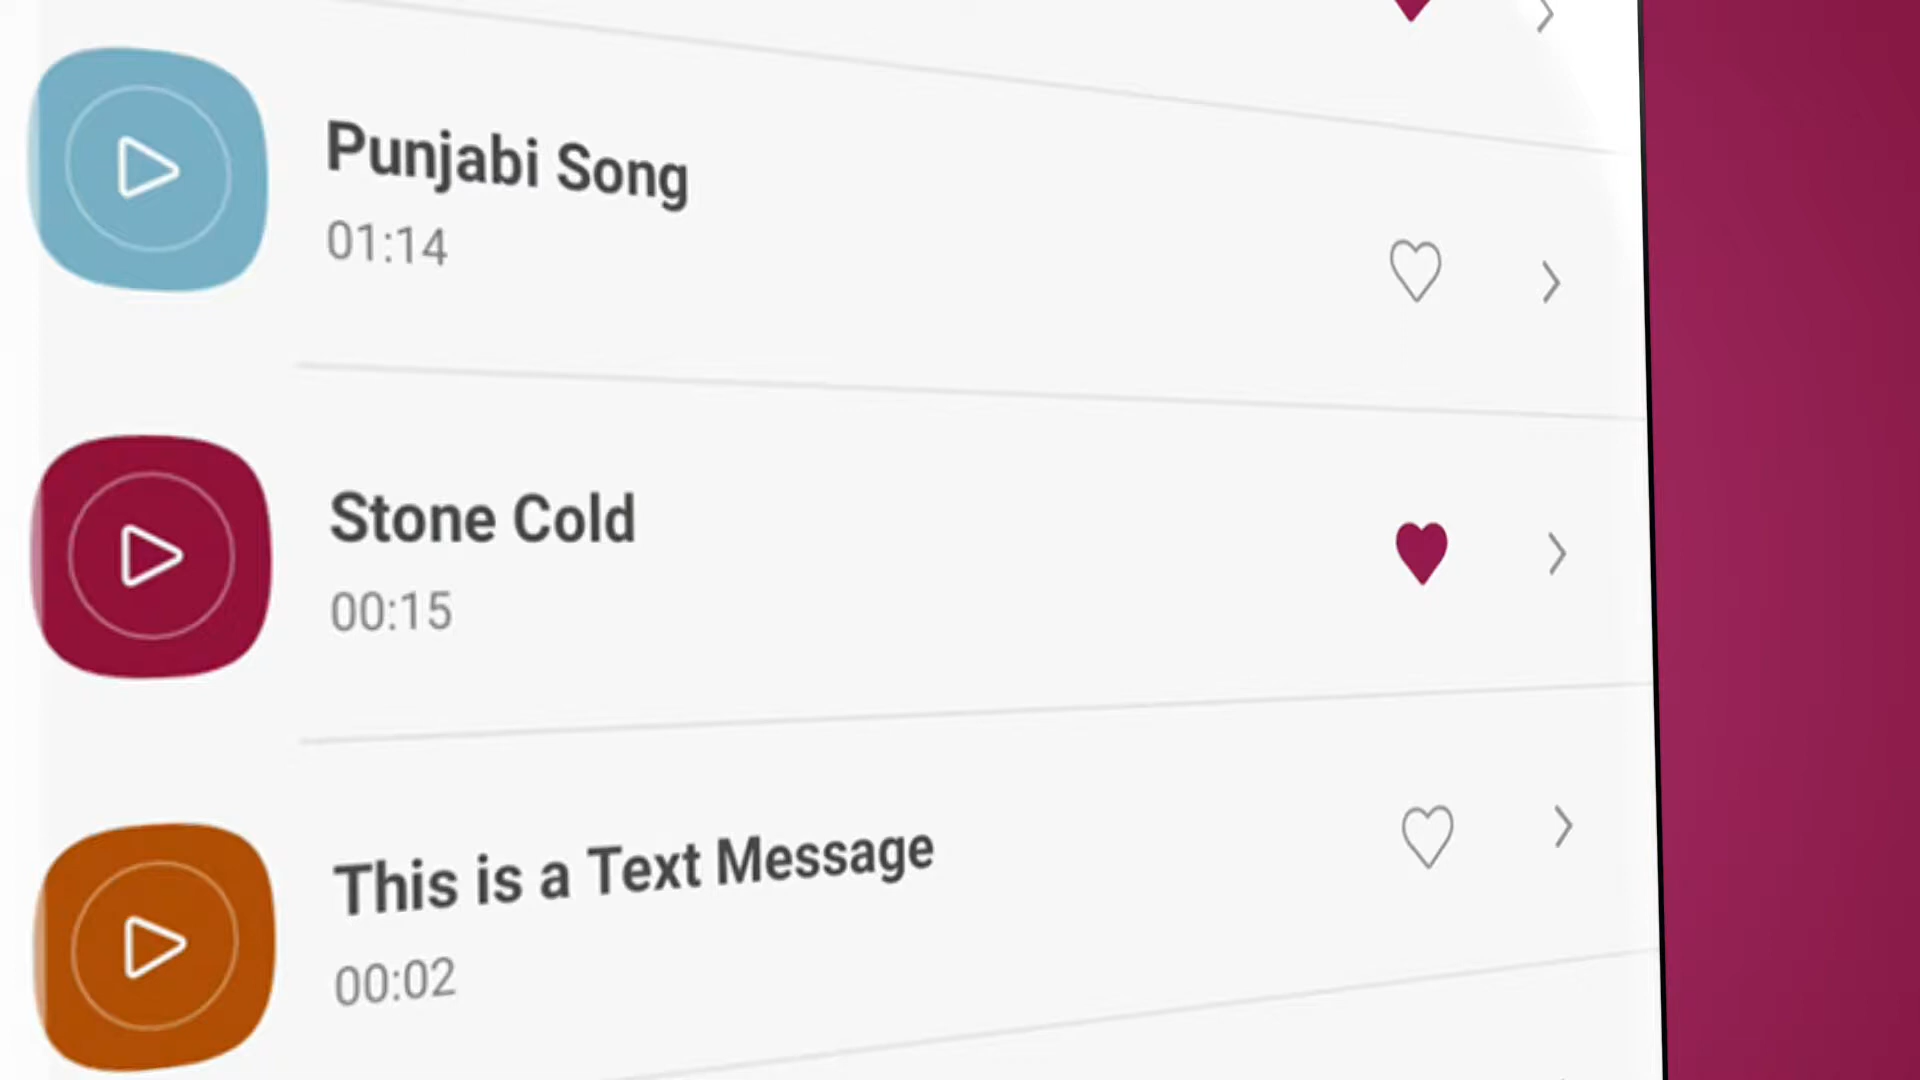 Punjabi Song
01:14
Stone Cold
00:15
This is a Text Message
00:02